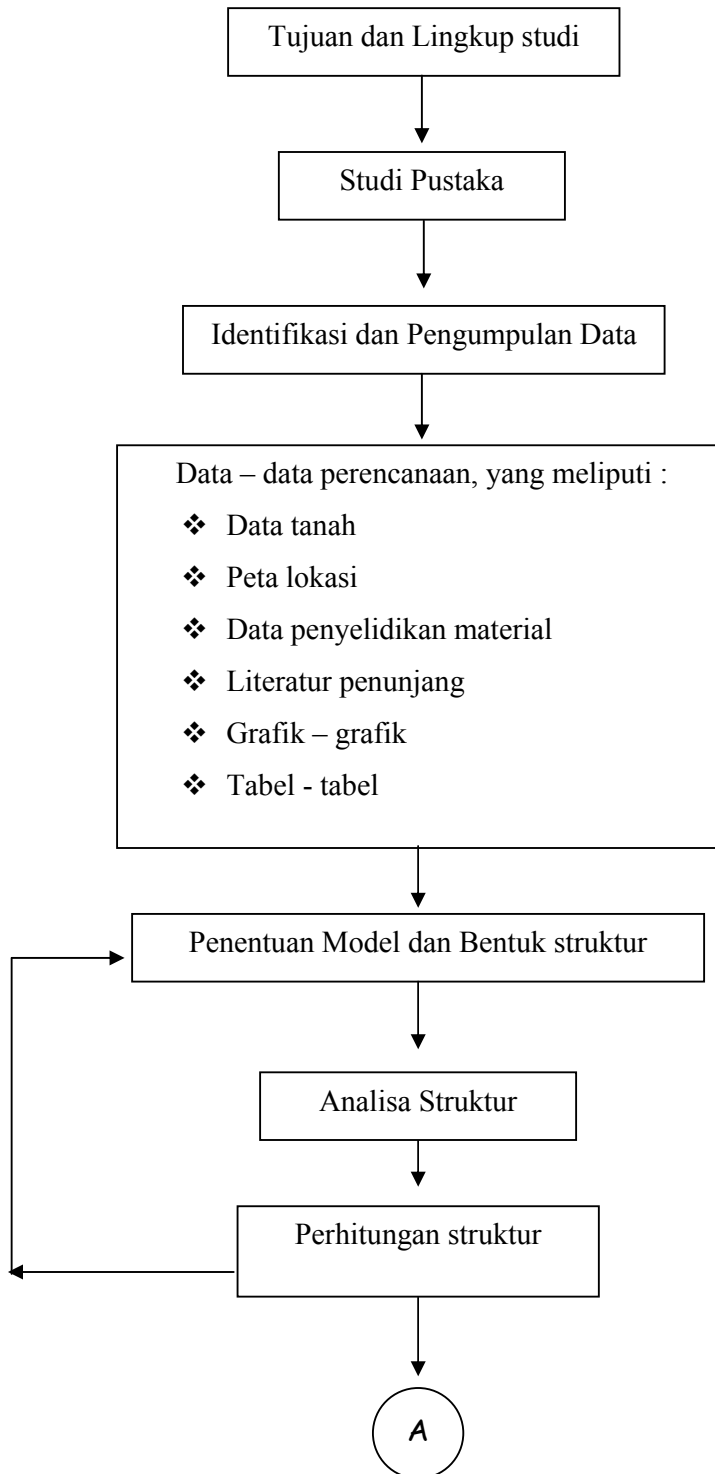 Tujuan dan Lingkup studi
Studi Pustaka
Identifikasi dan Pengumpulan Data
Data – data perencanaan, yang meliputi :
❖ Data tanah
❖ Peta lokasi
❖ Data penyelidikan material
❖ Literatur penunjang
❖ Grafik – grafik
❖ Tabel - tabel
Penentuan Model dan Bentuk struktur
Analisa Struktur
Perhitungan struktur
A